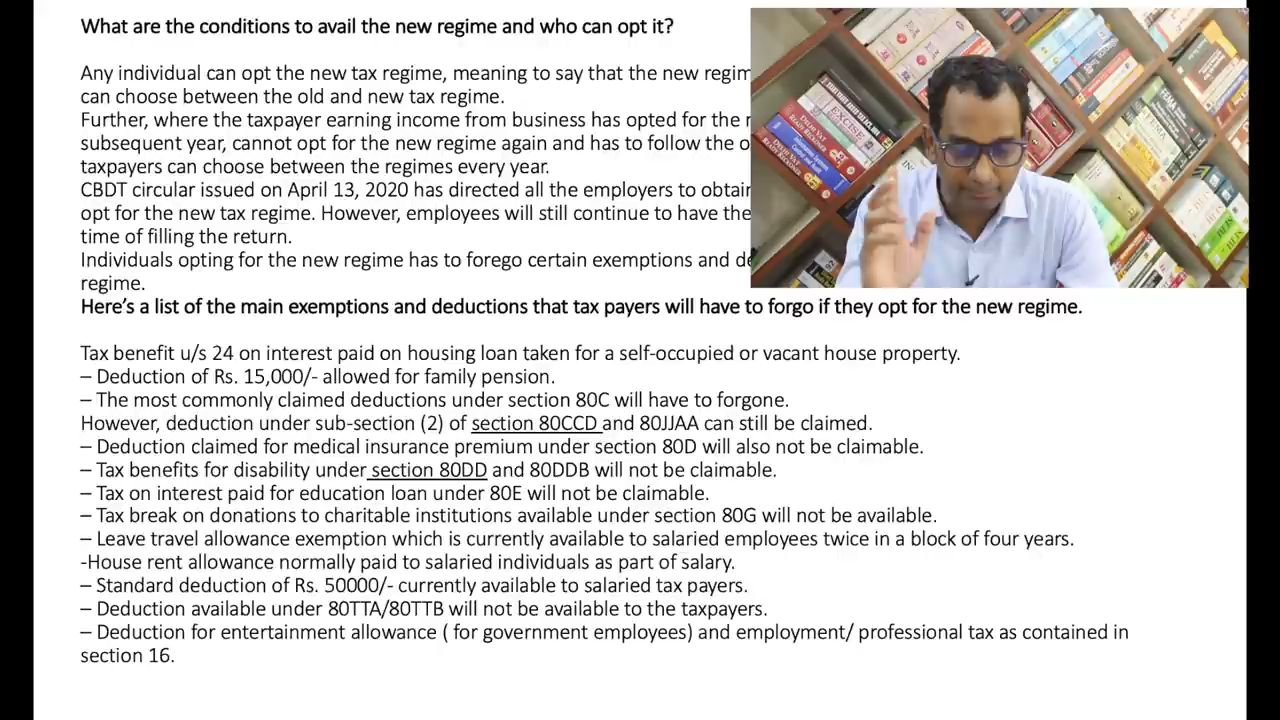 What are the conditions to avail the new regime and who can opt it?
Any individual can opt the new tax regime, meaning to say that the new regim
can choose between the old and new tax regime.
Further, where the taxpayer earning income from business has opted for the
subsequent year, cannot opt for the new regime again and has to follow the
taxpayers can choose between the regimes every year.
CBDT circular issued on April 13, 2020 has directed all the employers to obtai
opt for the new tax regime. However, employees will still continue to have the
time of filling the return.
Individuals opting for the new regime has to forego certain exemptions and
regime.
Here's a list of the main exemptions and deductions that tax payers will have to forgo if they opt for the new regime.
Tax benefit u/s 24 on interest paid on housing loan taken for a self-occupied or vacant house property.
– Deduction of Rs. 15,000/- allowed for family pension.
– The most commonly claimed deductions under section 80C will have to forgone.
However, deduction under sub-section (2) of section 80CCD and 80JJAA can still be claimed.
– Deduction claimed for medical insurance premium under section 80D will also not be claimable.
– Tax benefits for disability under section 80DD and 80DDB will not be claimable.
– Tax on interest paid for education loan under 80E will not be claimable.
– Tax break on donations to charitable institutions available under section 80G will not be available.
– Leave travel allowance exemption which is currently available to salaried employees twice in a block of four years.
-House rent allowance normally paid to salaried individuals as part of salary.
– Standard deduction of Rs. 50000/- currently available to salaried tax payers.
– Deduction available under 80TTA/80TTB will not be available to the taxpayers.
– Deduction for entertainment allowance ( for government employees) and employment/ professional tax as contained in
section 16.